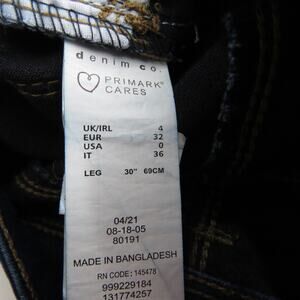 denim co.
PRIMARK®
CARES
UK/IRL 4
EUR 32
USA 0
IT 36
LEG 30" 69CM
04/21
08-18-05
80191
MADE IN BANGLADESH
RN CODE: 145478
999229184
131774257